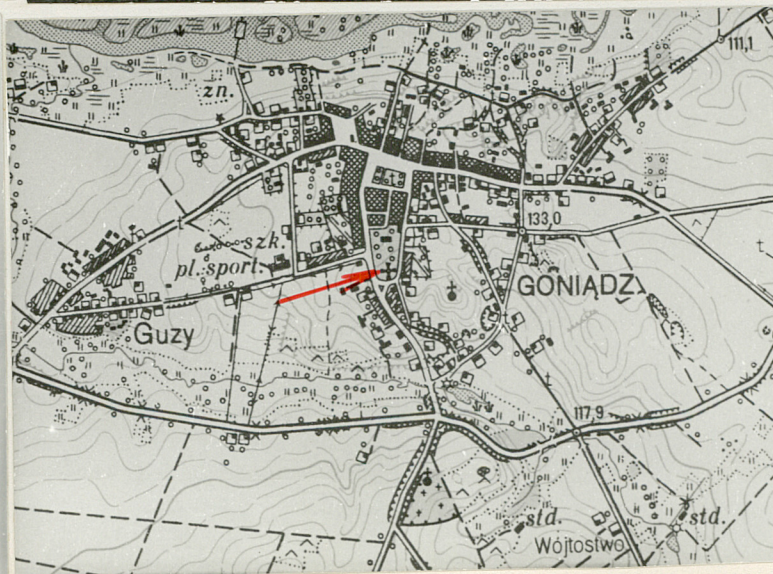 111,1
zn.
133,0
t
szk.
t
pl. sport.
GONIĄDZ
Guzy
t
117,9
std.
std.
Wójtostwo